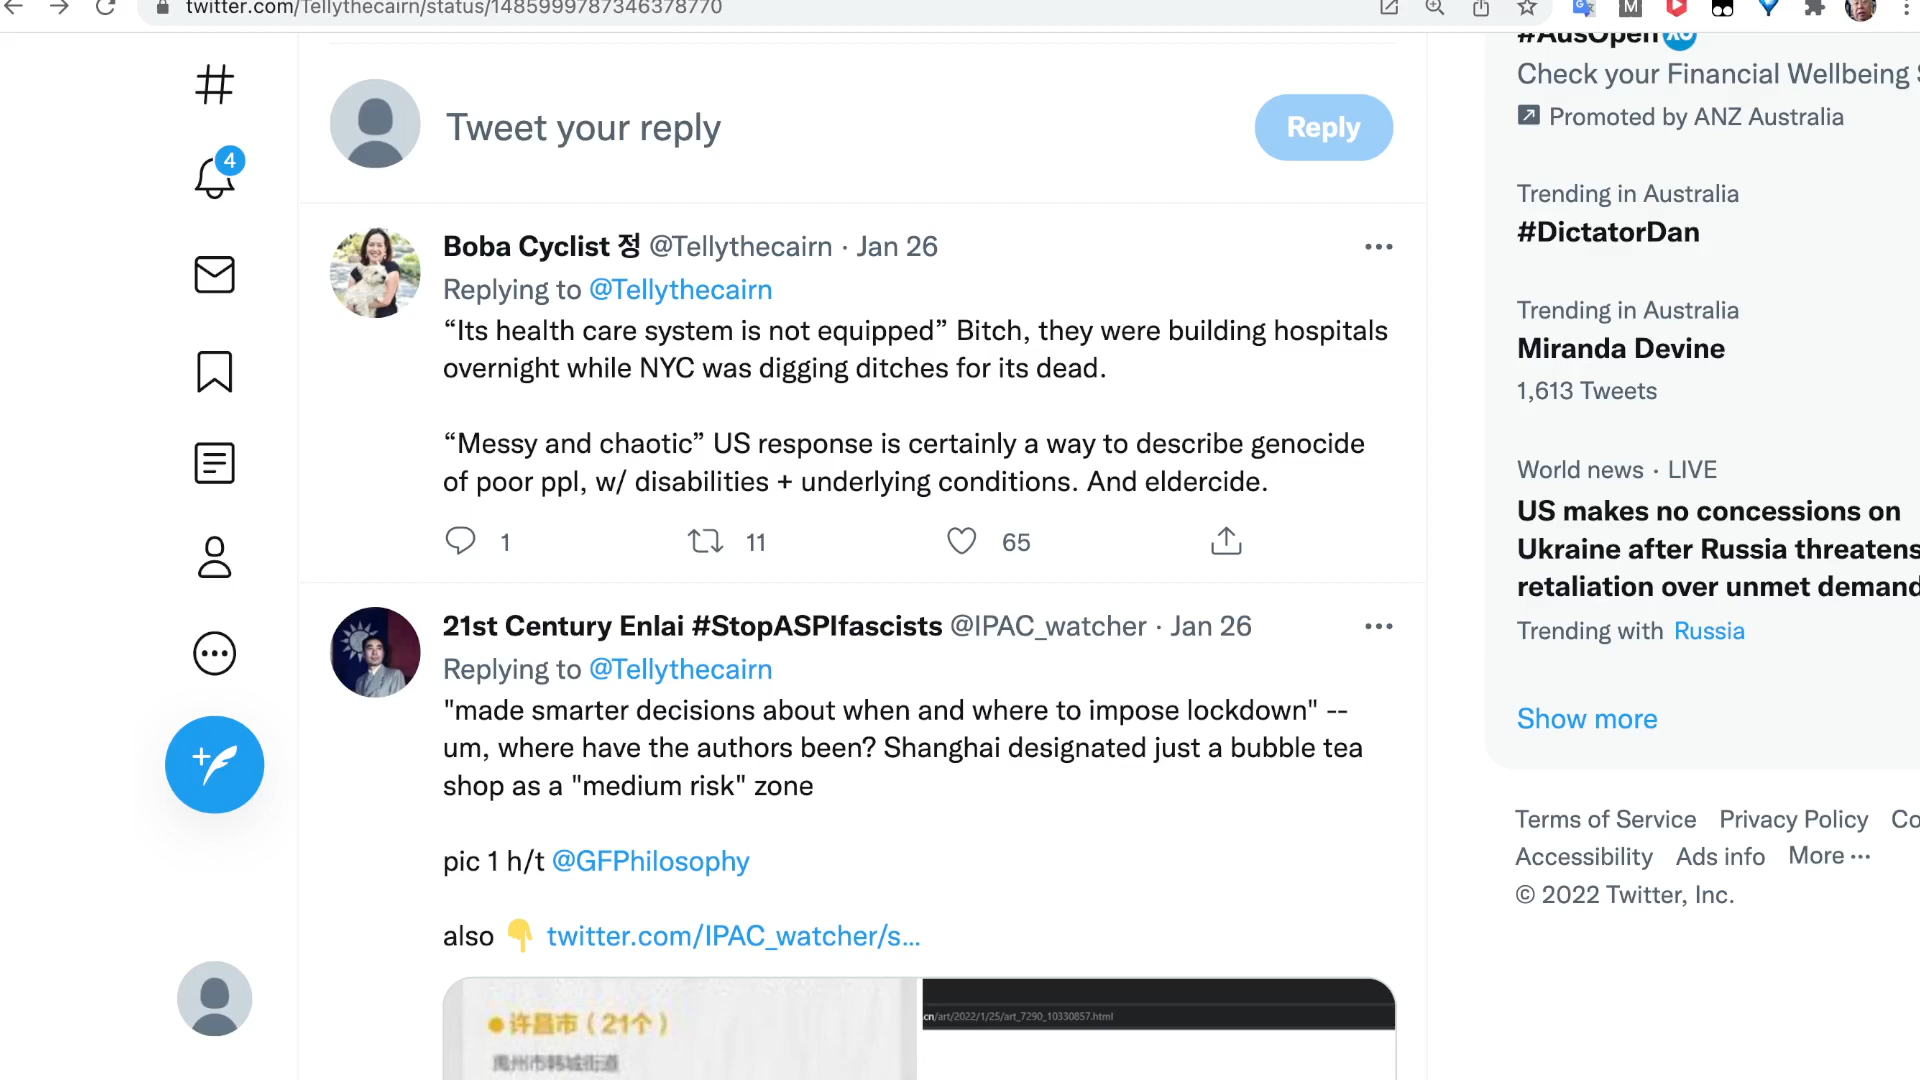 twitter.com/Tellythecairn/status/1485999787346378770
M
#AusOpen
Check your Financial Wellbeing
Promoted by ANZ Australia
4
Tweet your reply
Reply
Trending in Australia
#DictatorDan
Boba Cyclist 정 @Tellythecairn · Jan 26
Replying to @Tellythecairn
“Its health care system is not equipped” Bitch, they were building hospitals
overnight while NYC was digging ditches for its dead.
“Messy and chaotic” US response is certainly a way to describe genocide
of poor ppl, w/ disabilities + underlying conditions. And eldercide.
1 11 65
Trending in Australia
Miranda Devine
1,613 Tweets
World news · LIVE
US makes no concessions on
Ukraine after Russia threatens
retaliation over unmet demand
Trending with Russia
Show more
21st Century Enlai #StopASPIfascists @IPAC_watcher · Jan 26
Replying to @Tellythecairn
"made smarter decisions about when and where to impose lockdown" --
um, where have the authors been? Shanghai designated just a bubble tea
shop as a "medium risk" zone
pic 1 h/t @GFPhilosophy
also 👇 twitter.com/IPAC_watcher/s...
许昌市（21个）
禹州市韩城街道
cn/art/2022/1/25/art_7290_10330857.html
Terms of Service Privacy Policy Co
Accessibility Ads info More ···
© 2022 Twitter, Inc.